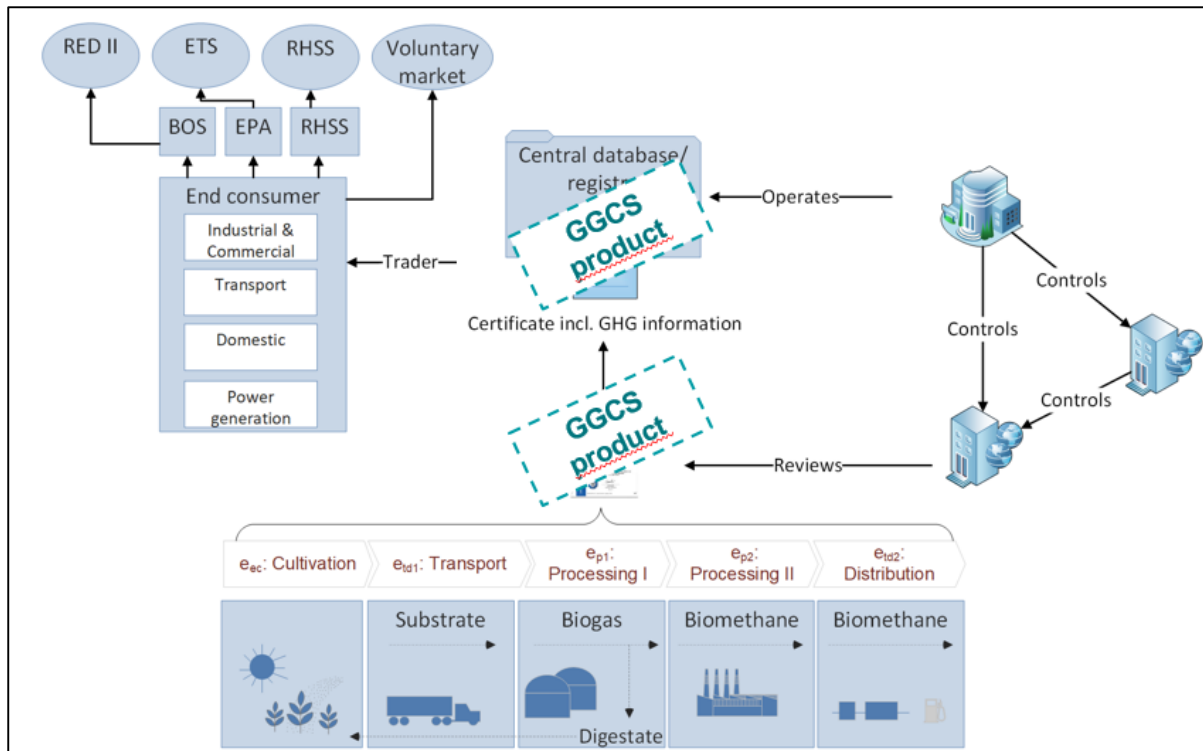 RED II
ETS
RHSS
Voluntary
market
BOS
EPA
RHSS
End consumer
Industrial &
Commercial
Transport
Domestic
Power
generation
Trader
Central database/
GGCS
product
Operates
Controls
Controls
Controls
Certificate incl. GHG information
GGCS
product
Reviews
eec: Cultivation
etd1: Transport
ep1:
Processing I
ep2:
Processing II
etd2:
Distribution
Substrate
Biogas
Biomethane
Biomethane
Digestate